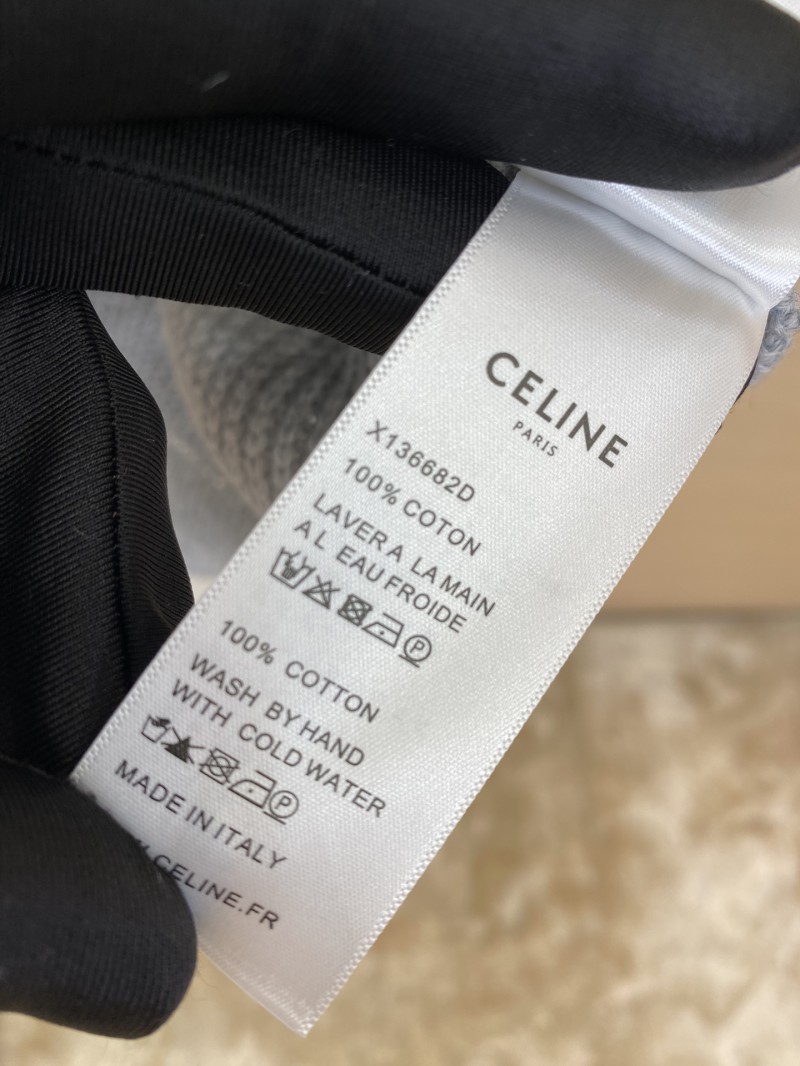 CELINE
PARIS
X136682D
100% COTON
LAVER A LA MAIN
A L EAU FROIDE
P
100% COTTON
WASH BY HAND
WITH COLD WATER
P
MADE IN ITALY
.CELINE.FR